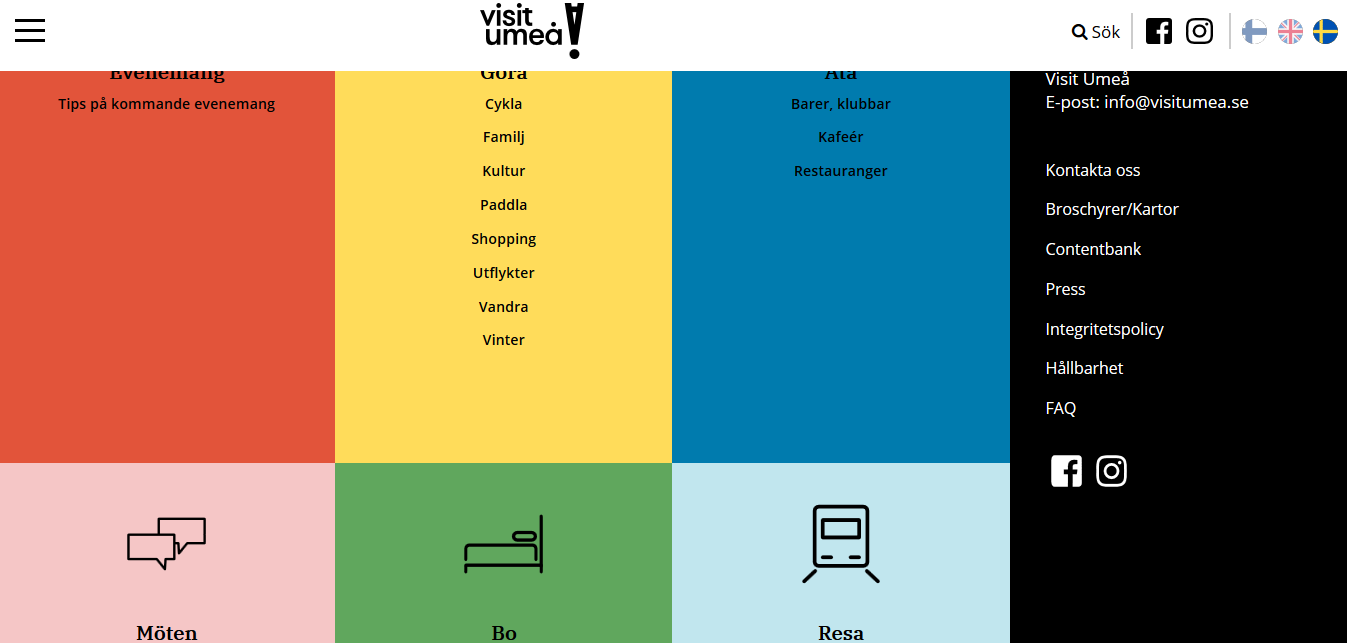 visit
umeå
Sök
Evenemang
Tips på kommande evenemang
Göra
Cykla
Familj
Kultur
Paddla
Shopping
Utflykter
Vandra
Vinter
Äta
Barer, klubbar
Kafeér
Restauranger
Visit Umeå
E-post: info@visitumea.se
Kontakta oss
Broschyrer/Kartor
Contentbank
Press
Integritetspolicy
Hållbarhet
FAQ
Möten
Bo
Resa